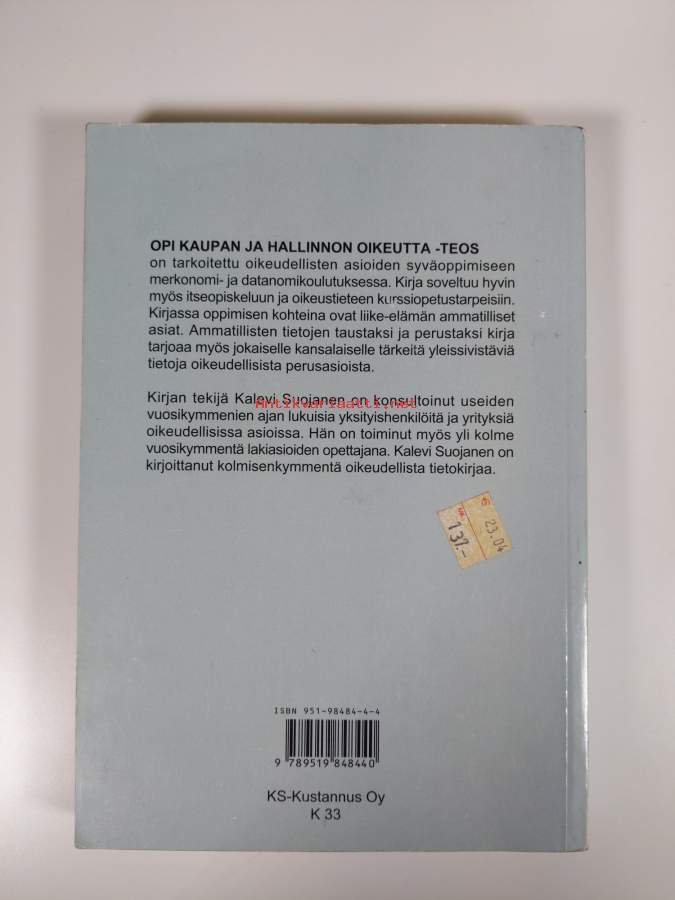 OPI KAUPAN JA HALLINNON OIKEUTTA -TEOS
on tarkoitettu oikeudellisten asioiden syväoppimiseen
merkonomi- ja datanomikoulutuksessa. Kirja soveltuu hyvin
myös itseopiskeluun ja oikeustieteen kurssiopetustarpeisiin.
Kirjassa oppimisen kohteina ovat liike-elämän ammatilliset
asiat. Ammatillisten tietojen taustaksi ja perustaksi kirja
tarjoaa myös jokaiselle kansalaiselle tärkeitä yleissivistäviä
tietoja oikeudellisista perusasioista.
Kirjan tekijä Kalevi Suojanen on konsultoinut useiden
Antikvariaatti.net
vuosikymmenien ajan lukuisia yksityishenkilöitä ja yrityksiä
oikeudellisissa asioissa. Hän on toiminut myös yli kolme
vuosikymmentä lakiasioiden opettajana. Kalevi Suojanen on
kirjoittanut kolmisenkymmentä oikeudellista tietokirjaa.
€ 23.04
137.-
ISBN 951-98484-4-4
9 789519 848440
KS-Kustannus Oy
K 33